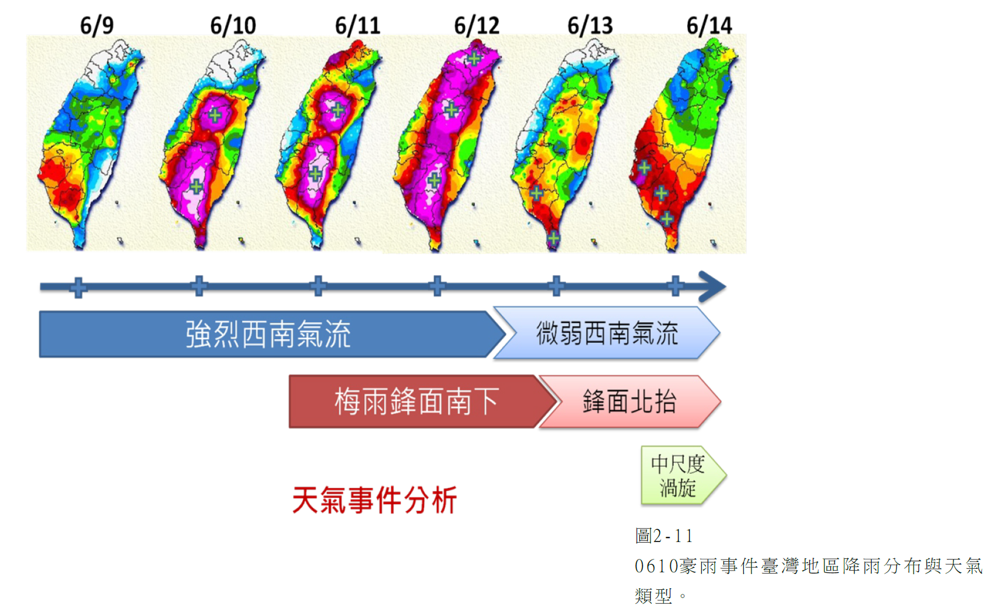 6/9 6/10 6/11 6/12 6/13 6/14
強烈西南氣流
微弱西南氣流
梅雨鋒面南下
鋒面北抬
中尺度
渦旋
天氣事件分析
圖2-11
0610豪雨事件臺灣地區降雨分布與天氣
類型。